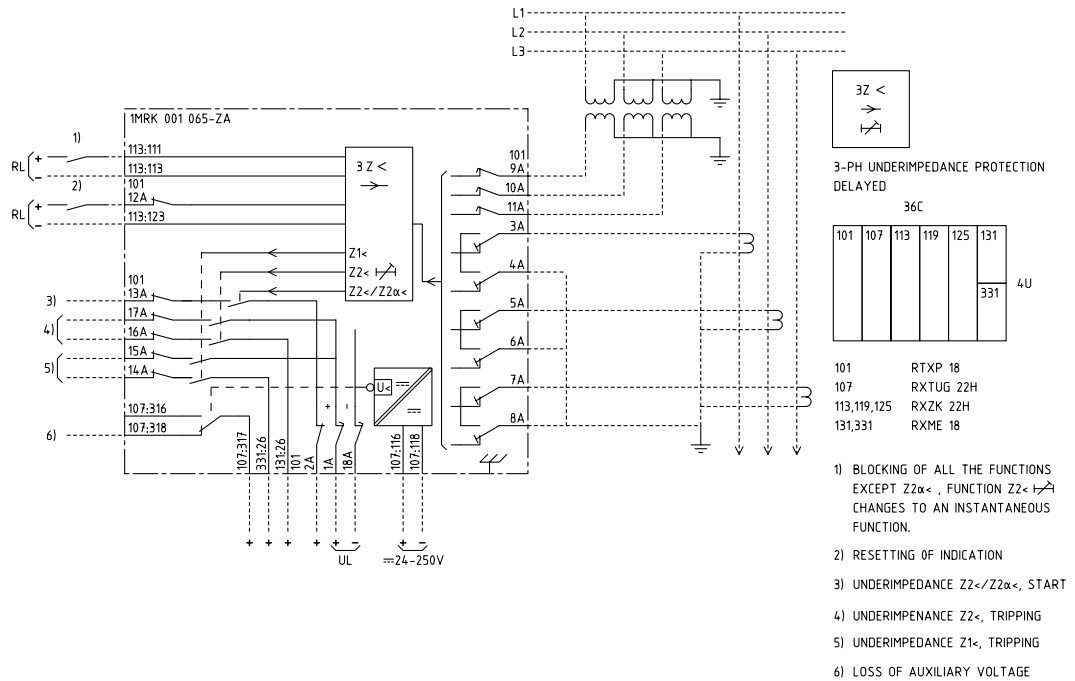 L1
L2
L3
1MRK 001 065-ZA
1)
RL + −
113:111
113:113
2)
101
12A
RL + −
113:123
3Z <
Z1<
Z2<
Z2</Z2α<
101
9A
10A
11A
3A
4A
5A
6A
7A
8A
101
3) 13A
4) 17A
16A
5) 15A
14A
107:316
6) 107:318
U<
+ −
107:317
331:26
131:26
101
2A
1A
18A
107:116
107:118
+ + + + + − + −
UL
24-250V
3Z <
3-PH UNDERIMPEDANCE PROTECTION
DELAYED
36C
101 107 113 119 125 131
331
4U
101 RTXP 18
107 RXTUG 22H
113,119,125 RXZK 22H
131,331 RXME 18
1) BLOCKING OF ALL THE FUNCTIONS
EXCEPT Z2α< , FUNCTION Z2<
CHANGES TO AN INSTANTANEOUS
FUNCTION.
2) RESETTING OF INDICATION
3) UNDERIMPEDANCE Z2</Z2α<, START
4) UNDERIMPENANCE Z2<, TRIPPING
5) UNDERIMPEDANCE Z1<, TRIPPING
6) LOSS OF AUXILIARY VOLTAGE